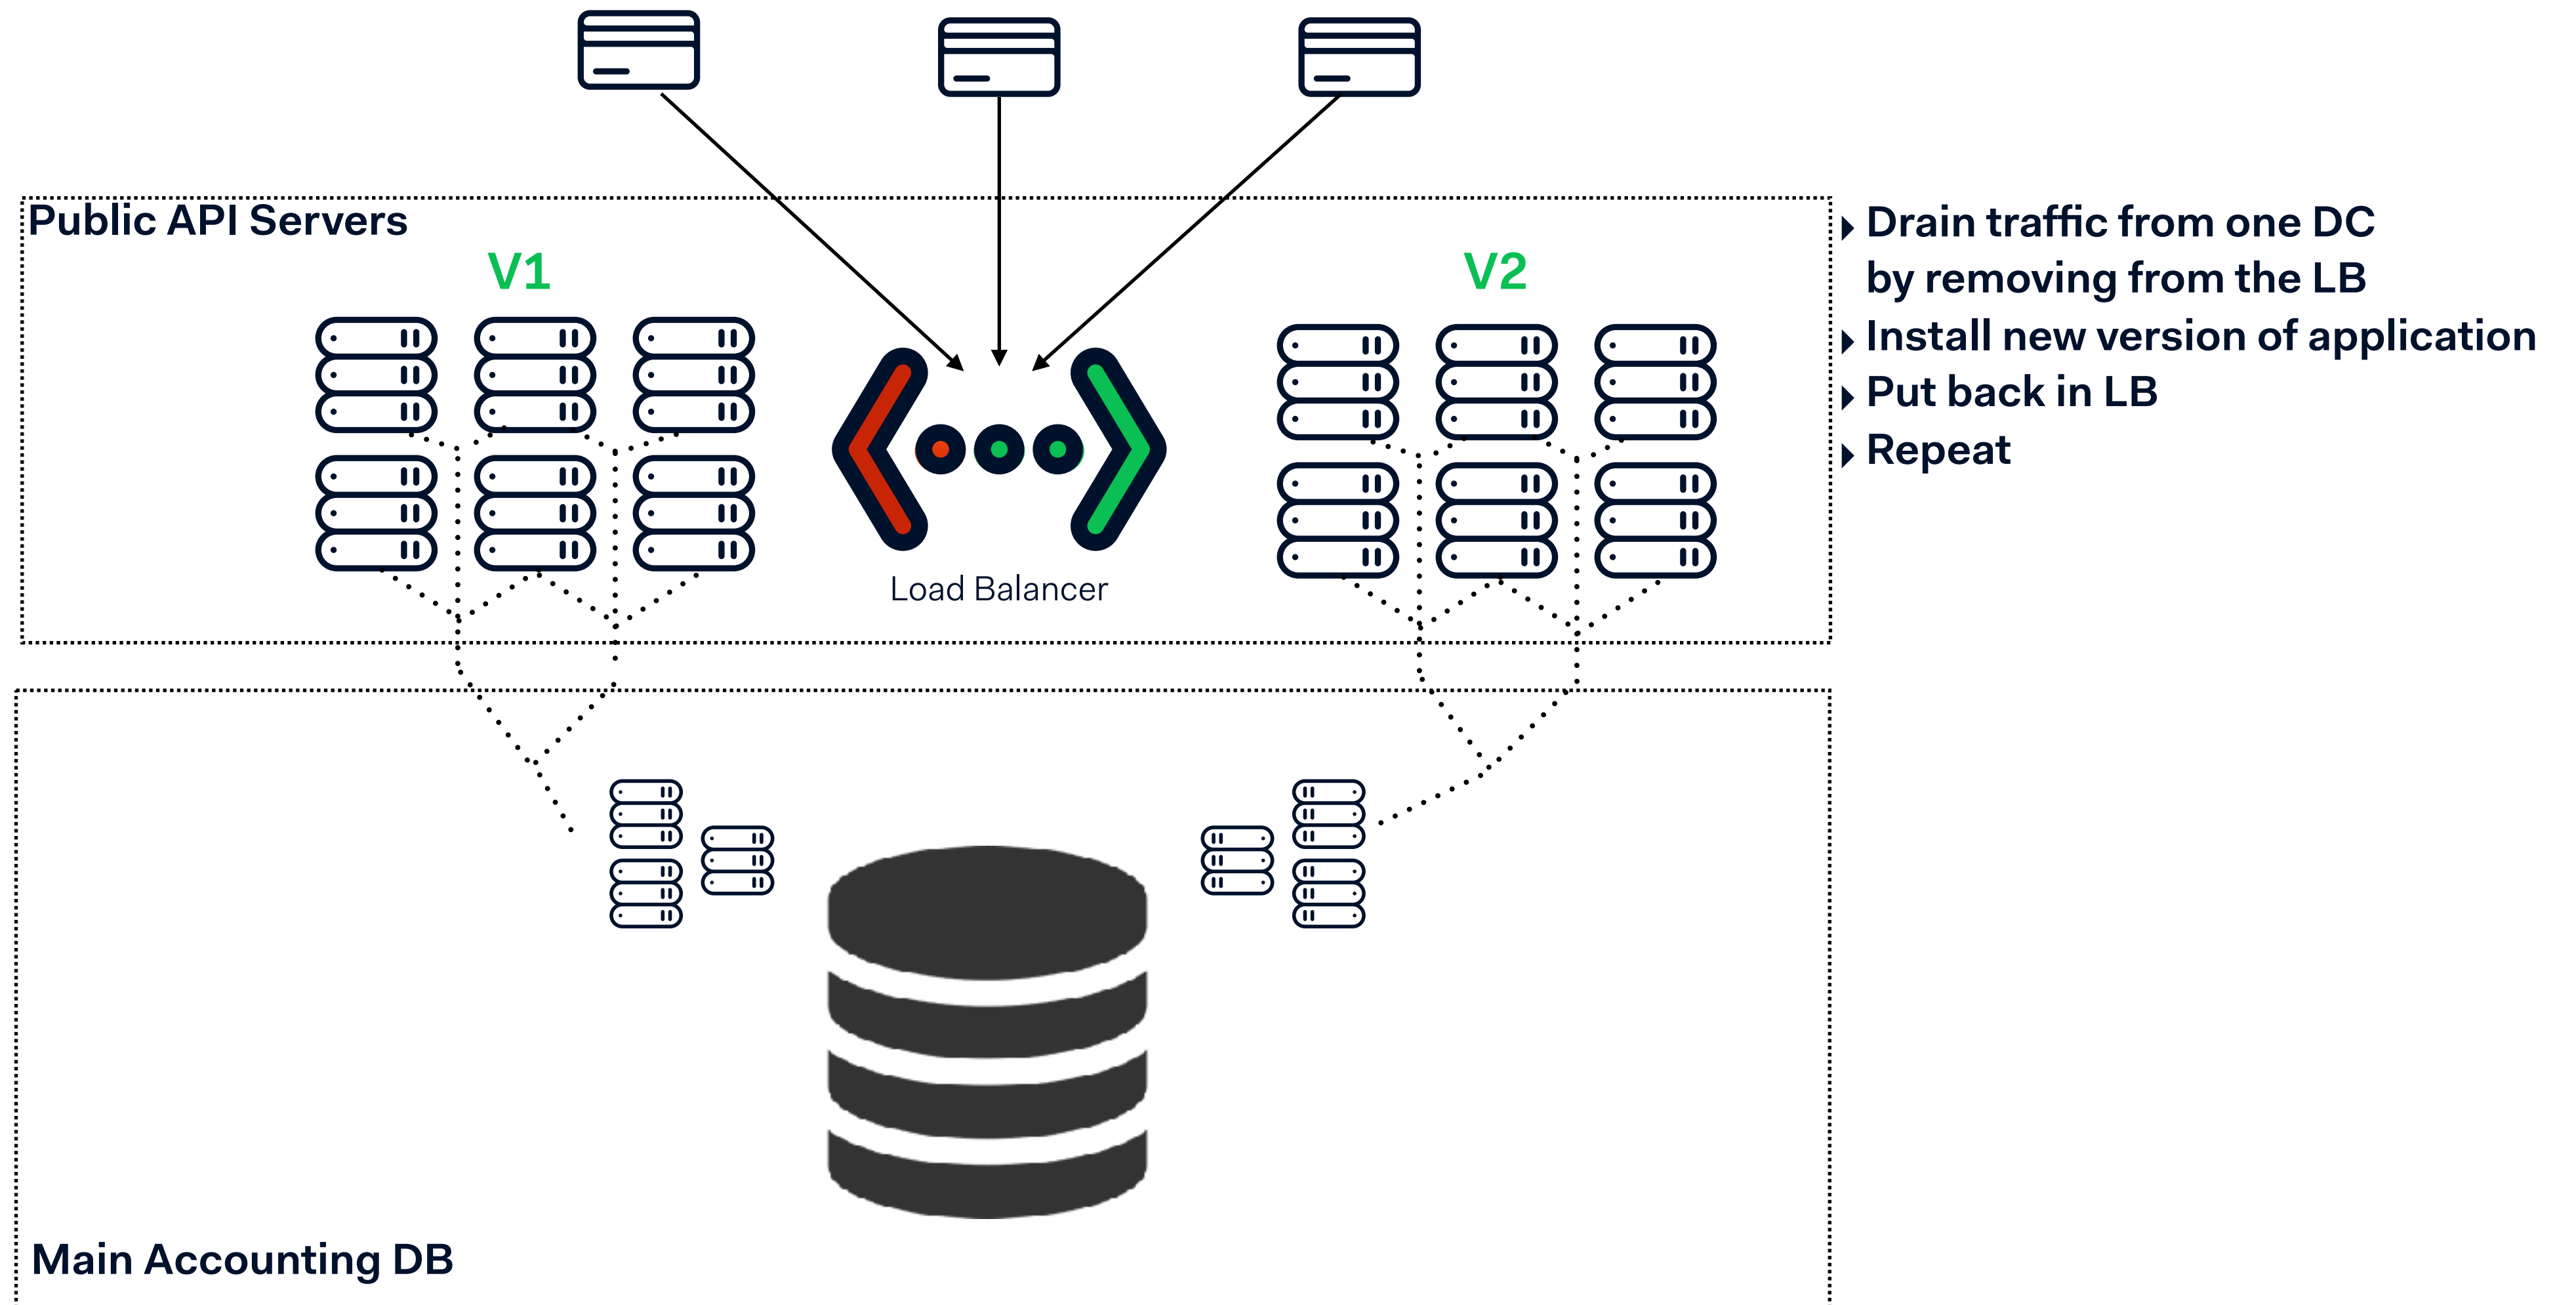 Public API Servers
V1
V2
Load Balancer
Drain traffic from one DC
by removing from the LB
Install new version of application
Put back in LB
Repeat
Main Accounting DB